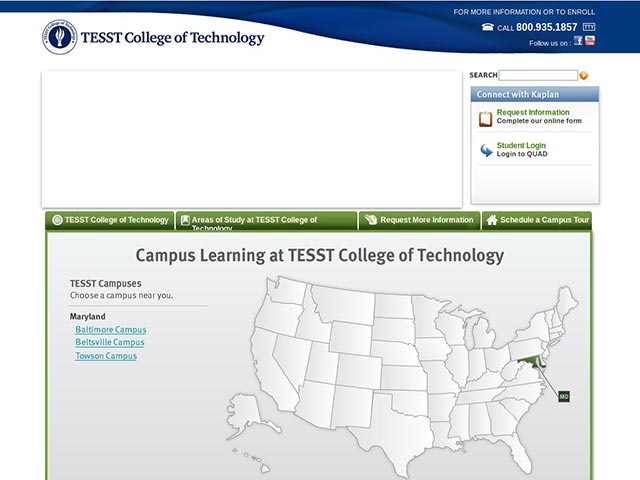 FOR MORE INFORMATION OR TO ENROLL
CALL 800.935.1857 TTY
Follow us on :
TESST College of Technology
SEARCH
Connect with Kaplan
Request Information
Complete our online form
Student Login
Login to QUAD
TESST College of Technology
Areas of Study at TESST College of
Technology
Request More Information
Schedule a Campus Tour
Campus Learning at TESST College of Technology
TESST Campuses
Choose a campus near you.
Maryland
Baltimore Campus
Beltsville Campus
Towson Campus
MD